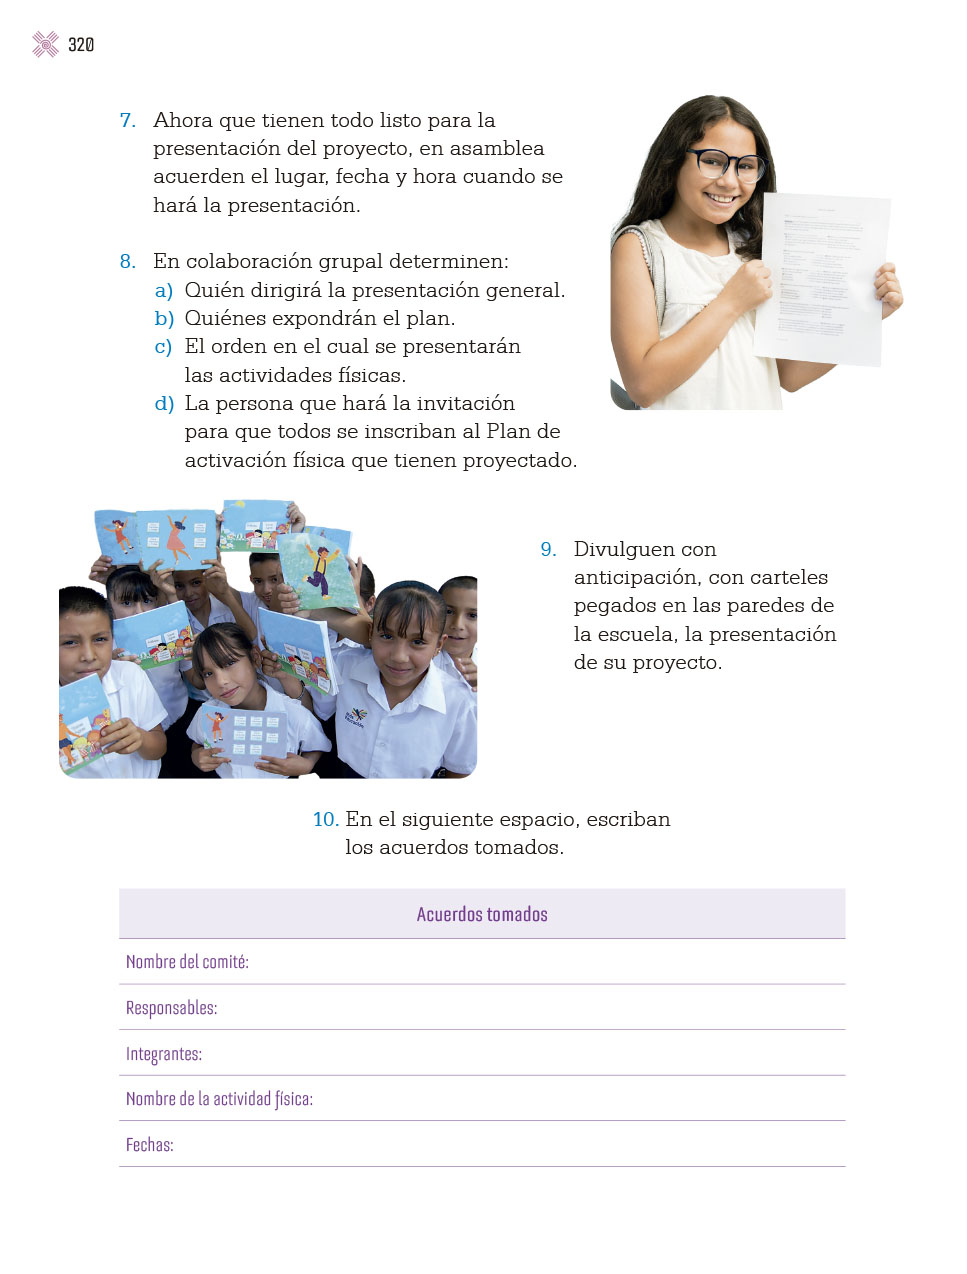 320
7. Ahora que tienen todo listo para la
presentación del proyecto, en asamblea
acuerden el lugar, fecha y hora cuando se
hará la presentación.
8. En colaboración grupal determinen:
a) Quién dirigirá la presentación general.
b) Quiénes expondrán el plan.
c) El orden en el cual se presentarán
las actividades físicas.
d) La persona que hará la invitación
para que todos se inscriban al Plan de
activación física que tienen proyectado.
9. Divulguen con
anticipación, con carteles
pegados en las paredes de
la escuela, la presentación
de su proyecto.
10. En el siguiente espacio, escriban
los acuerdos tomados.
Acuerdos tomados
Nombre del comité:
Responsables:
Integrantes:
Nombre de la actividad física:
Fechas: